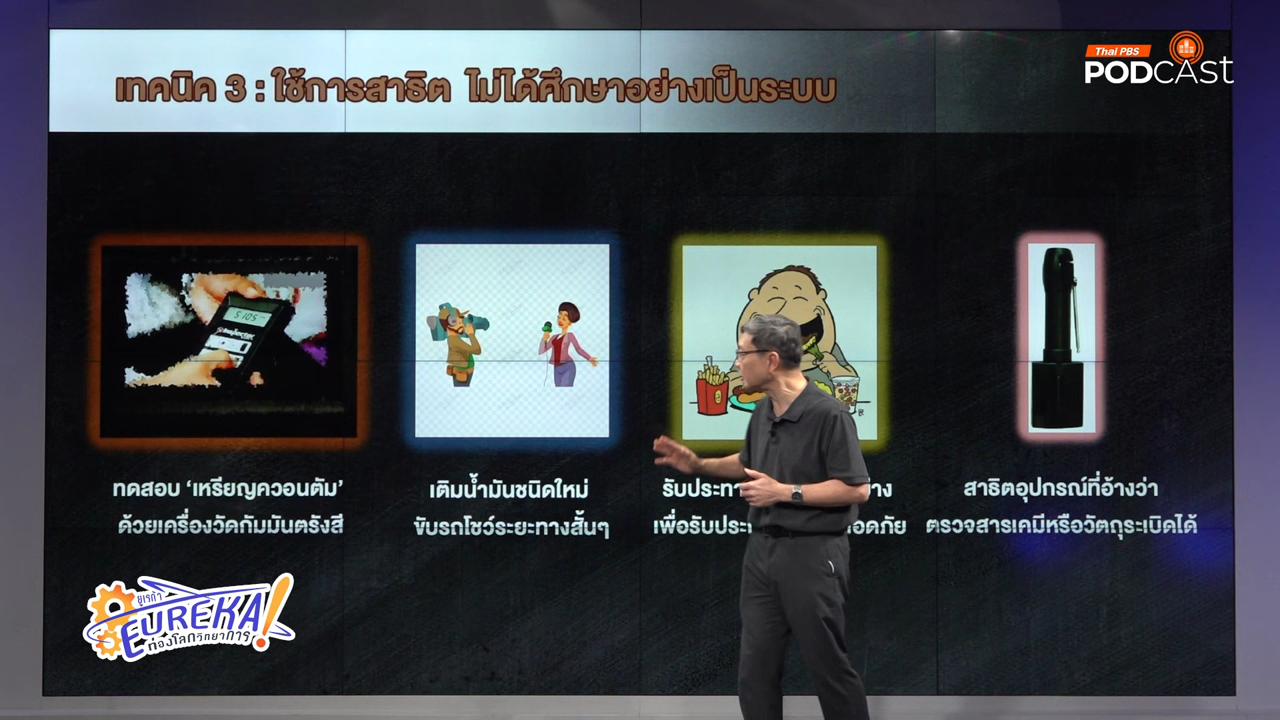 Thai PBS
PODCAst
เทคนิค 3 : ใช้การสาธิต ไม่ได้ศึกษาอย่างเป็นระบบ
5105
ทดสอบ ‘เหรียญควอนตัม’
ด้วยเครื่องวัดกัมมันตรังสี
เติมน้ำมันชนิดใหม่
ขับรถโชว์ระยะทางสั้นๆ
สาธิตอุปกรณ์ที่อ้างว่า
ตรวจสารเคมีหรือวัตถุระเบิดได้
ยูเรก้า
EUREKA!
ท่องโลกวิทยาการ